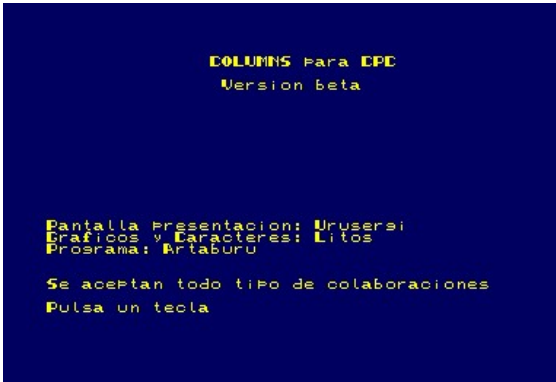 COLUMNS para CPC
Version beta
Pantalla presentacion: Urusergi
Graficos y Caracteres: Litos
Programa: Artaburu
Se aceptan todo tipo de colaboraciones
Pulsa un tecla